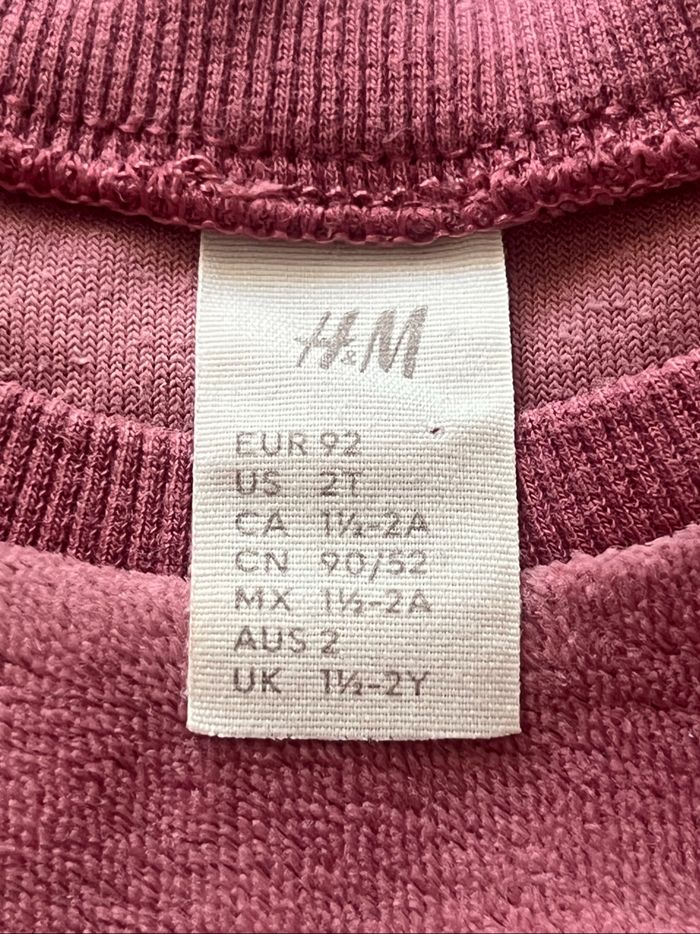 H&M
EUR 92
US 2T
CA 1½-2A
CN 90/52
MX 1½-2A
AUS 2
UK 1½-2Y